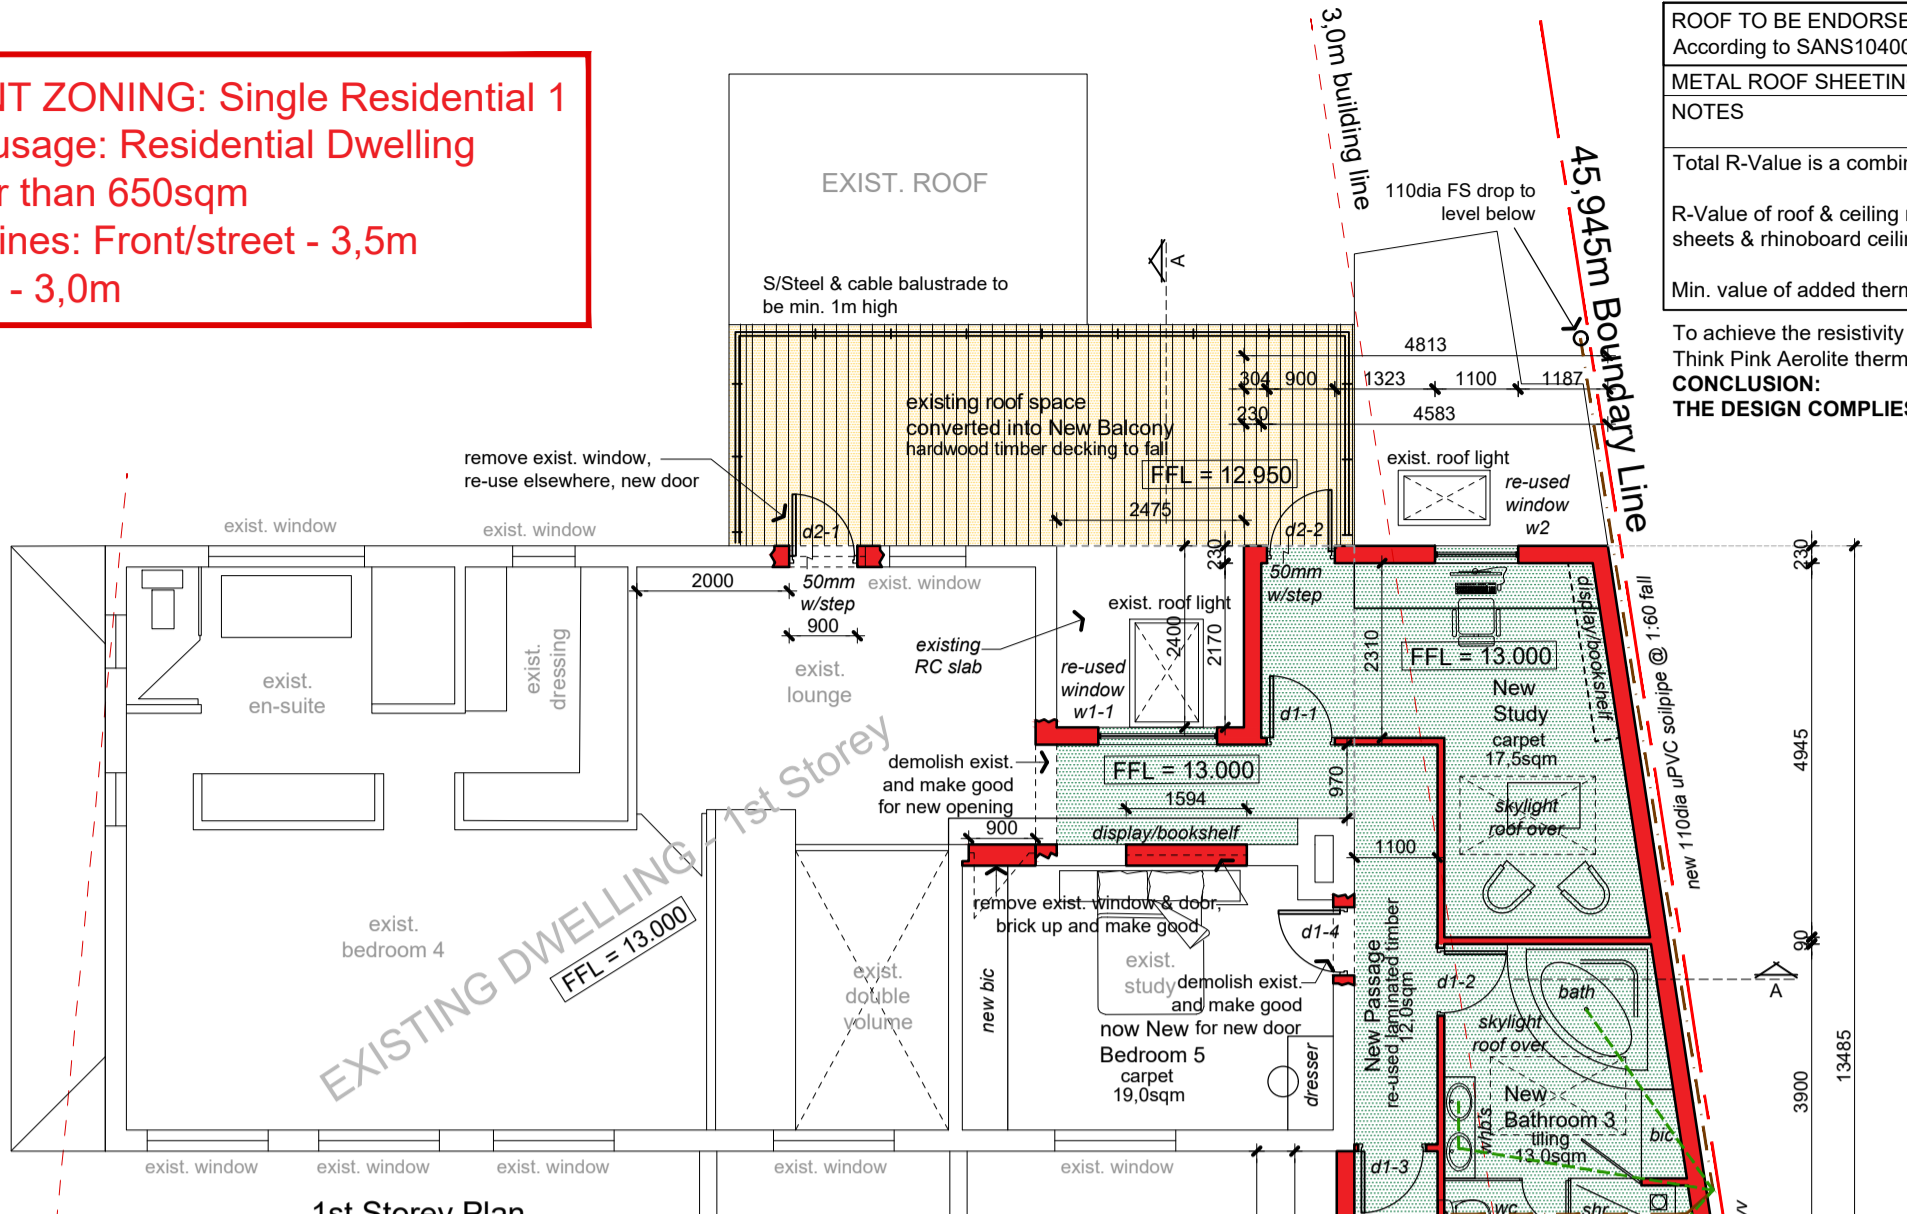 NT ZONING: Single Residential 1
usage: Residential Dwelling
r than 650sqm
ines: Front/street - 3,5m
- 3,0m
EXIST. ROOF
S/Steel & cable balustrade to
be min. 1m high
A
3,0m building line
45,945m Boundary Line
110dia FS drop to
level below
ROOF TO BE ENDORSE
According to SANS10400
METAL ROOF SHEETIN
NOTES
Total R-Value is a combin
R-Value of roof & ceiling
sheets & rhinoboard ceilin
Min. value of added therm
To achieve the resistivity
Think Pink Aerolite therm
CONCLUSION:
THE DESIGN COMPLIES
4813
304
900
1323
1100
1187
230
4583
existing roof space
converted into New Balcony
hardwood timber decking to fall
FFL = 12.950
2475
remove exist. window,
re-use elsewhere, new door
exist. roof light
re-used
window
w2
exist. window
exist. window
d2-1
d2-2
2000
50mm
w/step
900
exist. window
230
50mm
w/step
230
exist. roof light
2400
2170
2310
existing
RC slab
re-used
window
w1-1
exist.
lounge
exist.
en-suite
exist.
dressing
d1-1
FFL = 13.000
New
Study
carpet
17,5sqm
display/bookshelf
new 110dia uPVC soilpipe @ 1:60 fall
4945
demolish exist.
and make good
for new opening
FFL = 13.000
1594
970
900
display/bookshelf
1100
skylight
roof over
EXISTING DWELLING - 1st Storey
FFL = 13.000
exist.
bedroom 4
remove exist. window & door,
brick up and make good
d1-4
exist.
double
volume
new bic
exist.
study
demolish exist.
and make good
for new door
now New
Bedroom 5
carpet
19,0sqm
dresser
New Passage
re-used laminated timber
12,0sqm
d1-2
90
A
bath
skylight
roof over
New
Bathroom 3
tiling
13,0sqm
whb's
bic
3900
13485
exist. window
exist. window
exist. window
exist. window
exist. window
d1-3
wc
shr
1st Storey Plan